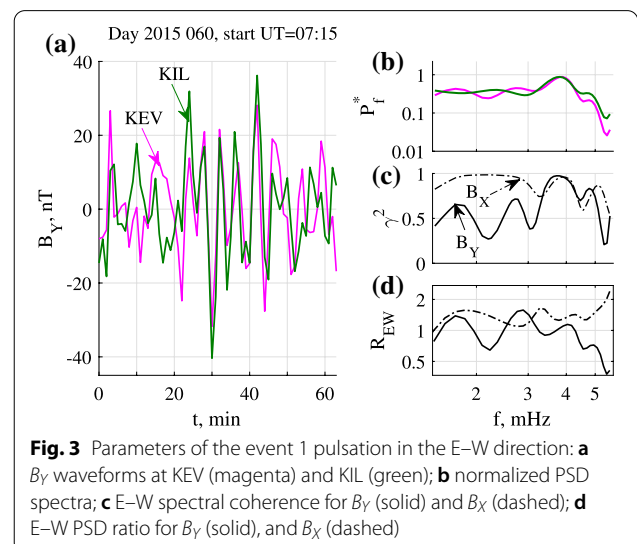 (a) Day 2015 060, start UT=07:15
KIL
KEV
40
20
0
-20
-40
B_Y, nT
0 20 40 60
t, min
(b)
1
0.1
0.01
P*_f
(c)
1
0.5
0
γ²
B_X
B_Y
(d)
2
1
0.5
R_EW
2 3 4 5
f, mHz
Fig. 3 Parameters of the event 1 pulsation in the E–W direction: a
B_Y waveforms at KEV (magenta) and KIL (green); b normalized PSD
spectra; c E–W spectral coherence for B_Y (solid) and B_X (dashed); d
E–W PSD ratio for B_Y (solid), and B_X (dashed)